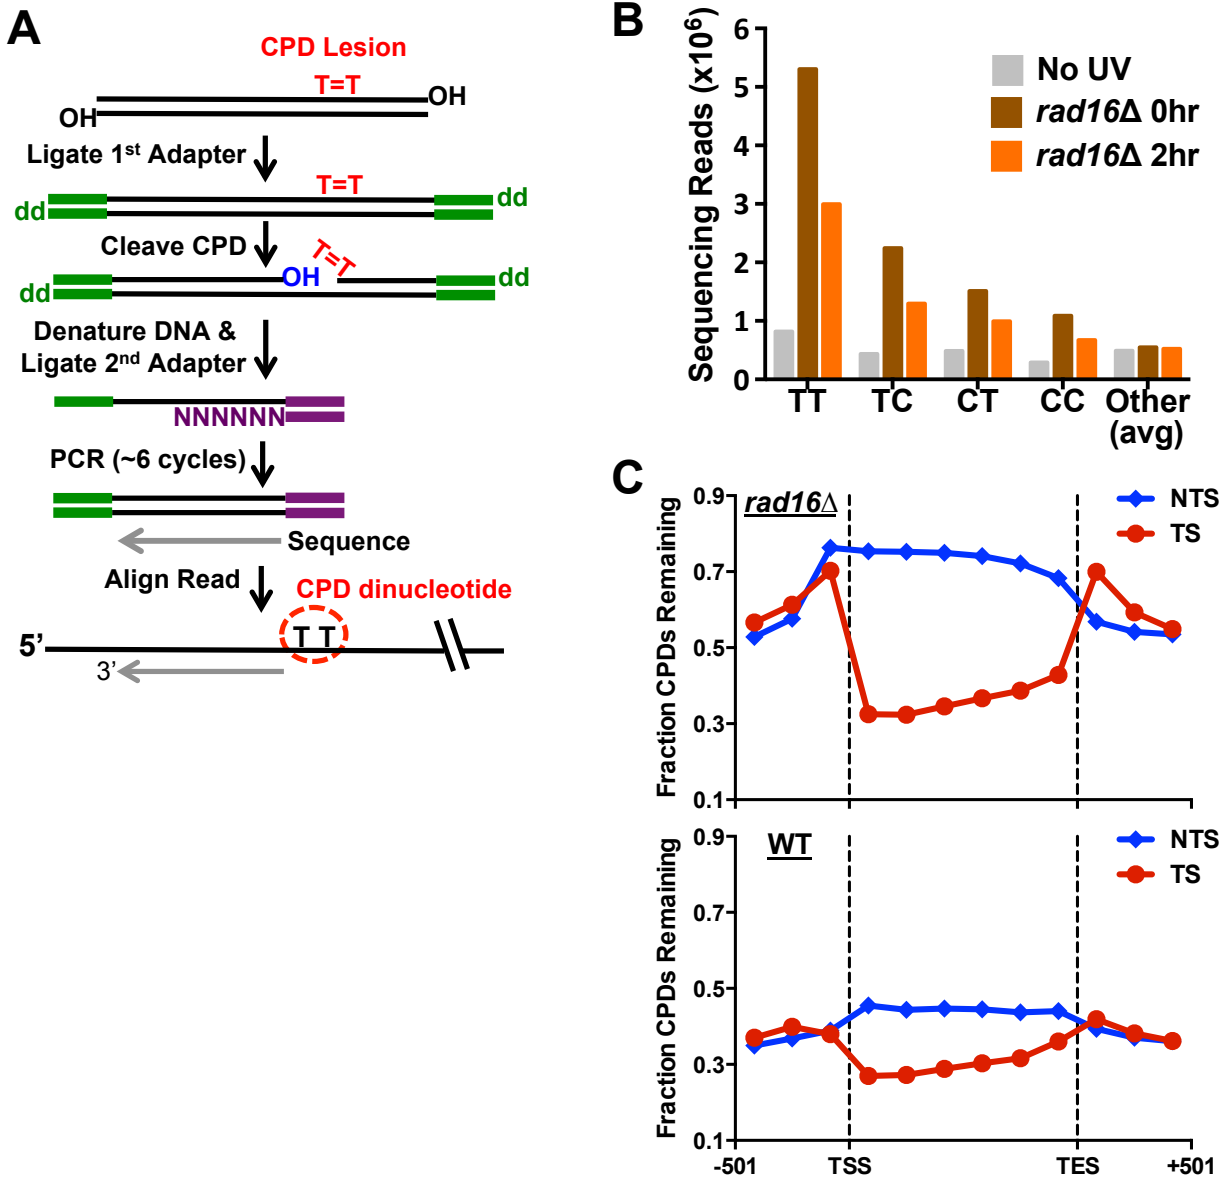 A
CPD Lesion
T=T
OH
OH
Ligate 1st Adapter
T=T
dd
dd
Cleave CPD
T=T
OH
dd
dd
Denature DNA &
Ligate 2nd Adapter
NNNNNN
PCR (~6 cycles)
Sequence
Align Read
CPD dinucleotide
T T
5’
3’
B
Sequencing Reads (x10⁶)
6
5
4
3
2
1
0
No UV
rad16Δ 0hr
rad16Δ 2hr
TT
TC
CT
CC
Other
(avg)
C
Fraction CPDs Remaining
0.9
0.7
0.5
0.3
0.1
rad16Δ
NTS
TS
Fraction CPDs Remaining
0.9
0.7
0.5
0.3
0.1
WT
NTS
TS
-501
TSS
TES
+501